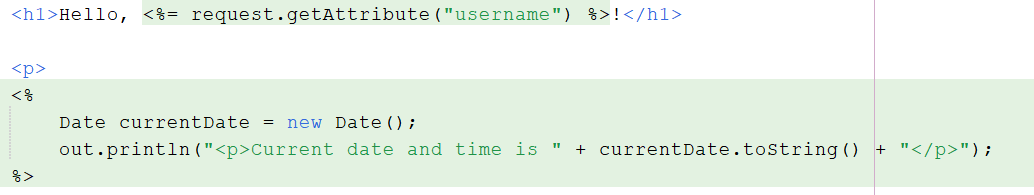 <h1>Hello, <%= request.getAttribute("username") %>!</h1>
<p>
<%
Date currentDate = new Date();
out.println("<p>Current date and time is " + currentDate.toString() + "</p>");
%>